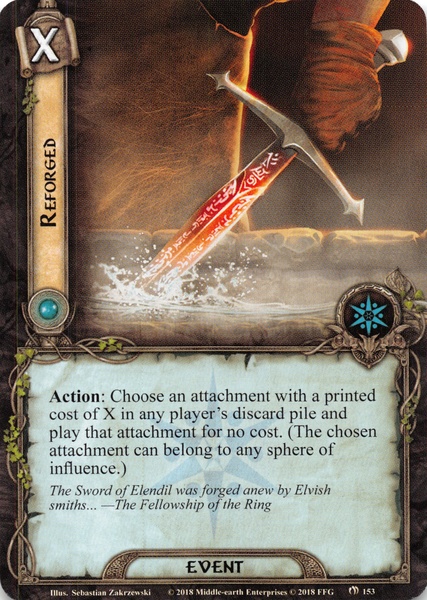 X
REFORGED
Action: Choose an attachment with a printed
cost of X in any player's discard pile and
play that attachment for no cost. (The chosen
attachment can belong to any sphere of
influence.)
The Sword of Elendil was forged anew by Elvish
smiths... —The Fellowship of the Ring
EVENT
Illus. Sebastian Zakrzewski © 2018 Middle-earth Enterprises © 2018 FFG 153